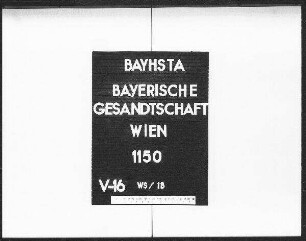 BAYHSTA
BAYERISCHE
GESANDTSCHAFT
WIEN
1150
V-16 WS/18